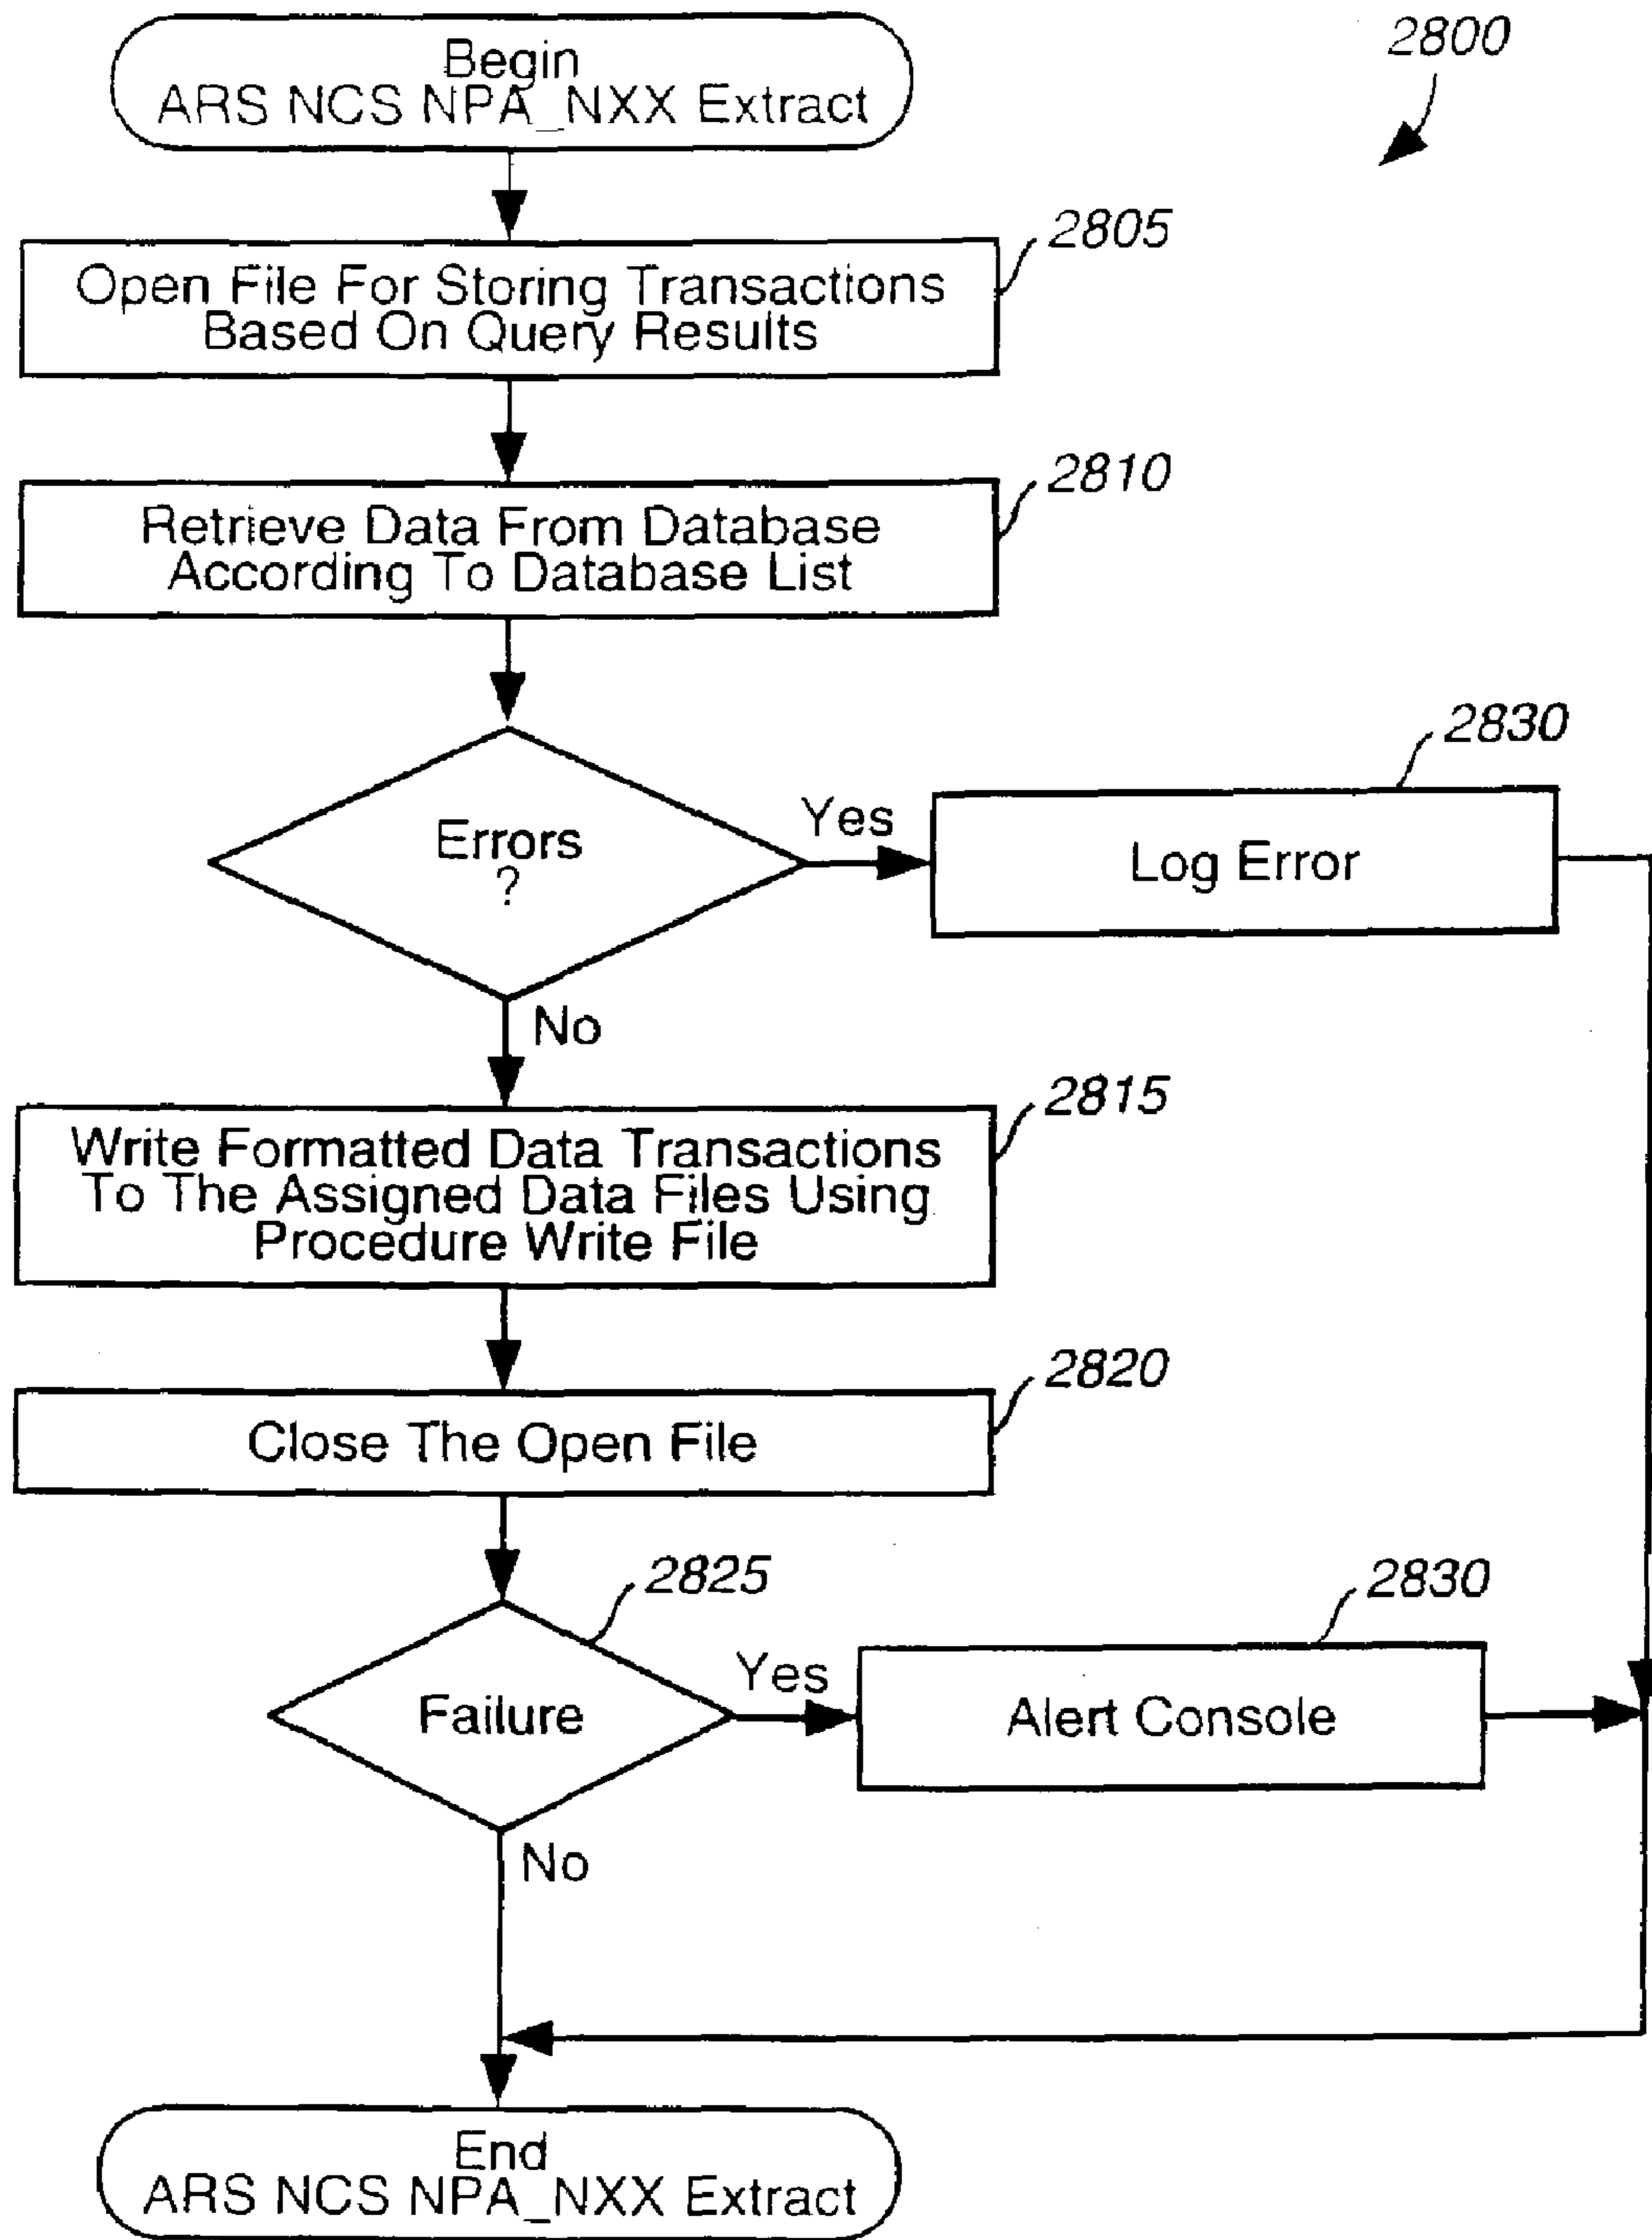 Begin
ARS NCS NPA_NXX Extract
2800
2805
Open File For Storing Transactions
Based On Query Results
2810
Retrieve Data From Database
According To Database List
Errors
?
Yes
2830
Log Error
No
2815
Write Formatted Data Transactions
To The Assigned Data Files Using
Procedure Write File
2820
Close The Open File
2825
Failure
Yes
2830
Alert Console
No
End
ARS NCS NPA_NXX Extract